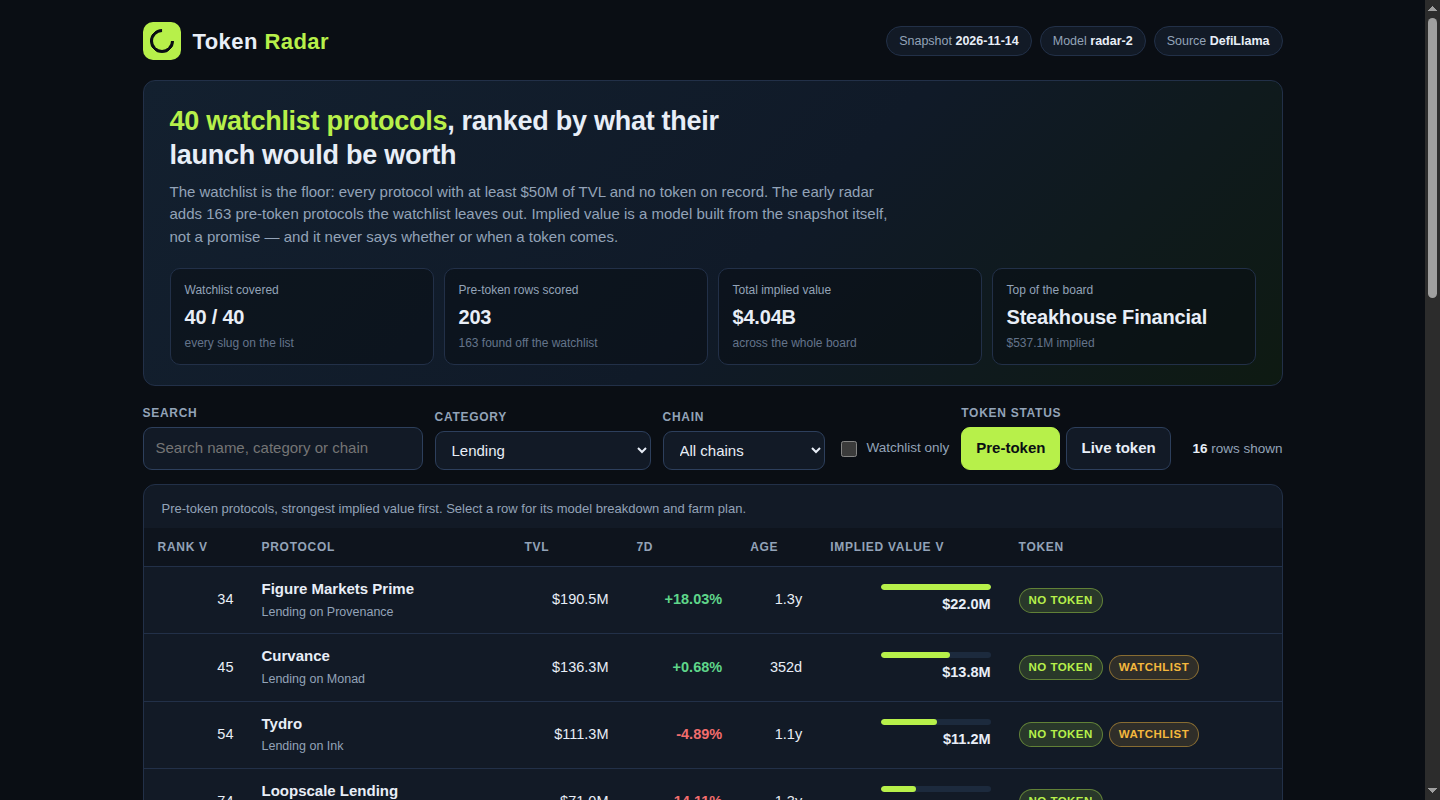 Token Radar
Snapshot 2026-11-14
Model radar-2
Source DefiLlama
40 watchlist protocols, ranked by what their
launch would be worth
The watchlist is the floor: every protocol with at least $50M of TVL and no token on record. The early radar
adds 163 pre-token protocols the watchlist leaves out. Implied value is a model built from the snapshot itself,
not a promise — and it never says whether or when a token comes.
Watchlist covered
40 / 40
every slug on the list
Pre-token rows scored
203
163 found off the watchlist
Total implied value
$4.04B
across the whole board
Top of the board
Steakhouse Financial
$537.1M implied
SEARCH
Search name, category or chain
CATEGORY
Lending
CHAIN
All chains
Watchlist only
TOKEN STATUS
Pre-token
Live token
16 rows shown
Pre-token protocols, strongest implied value first. Select a row for its model breakdown and farm plan.
RANK V PROTOCOL TVL 7D AGE IMPLIED VALUE V TOKEN
34 Figure Markets Prime $190.5M +18.03% 1.3y $22.0M NO TOKEN
Lending on Provenance
45 Curvance $136.3M +0.68% 352d $13.8M NO TOKEN WATCHLIST
Lending on Monad
54 Tydro $111.3M -4.89% 1.1y $11.2M NO TOKEN WATCHLIST
Lending on Ink
74 Loopscale Lending $71.0M 14.11% 1.3y NO TOKEN